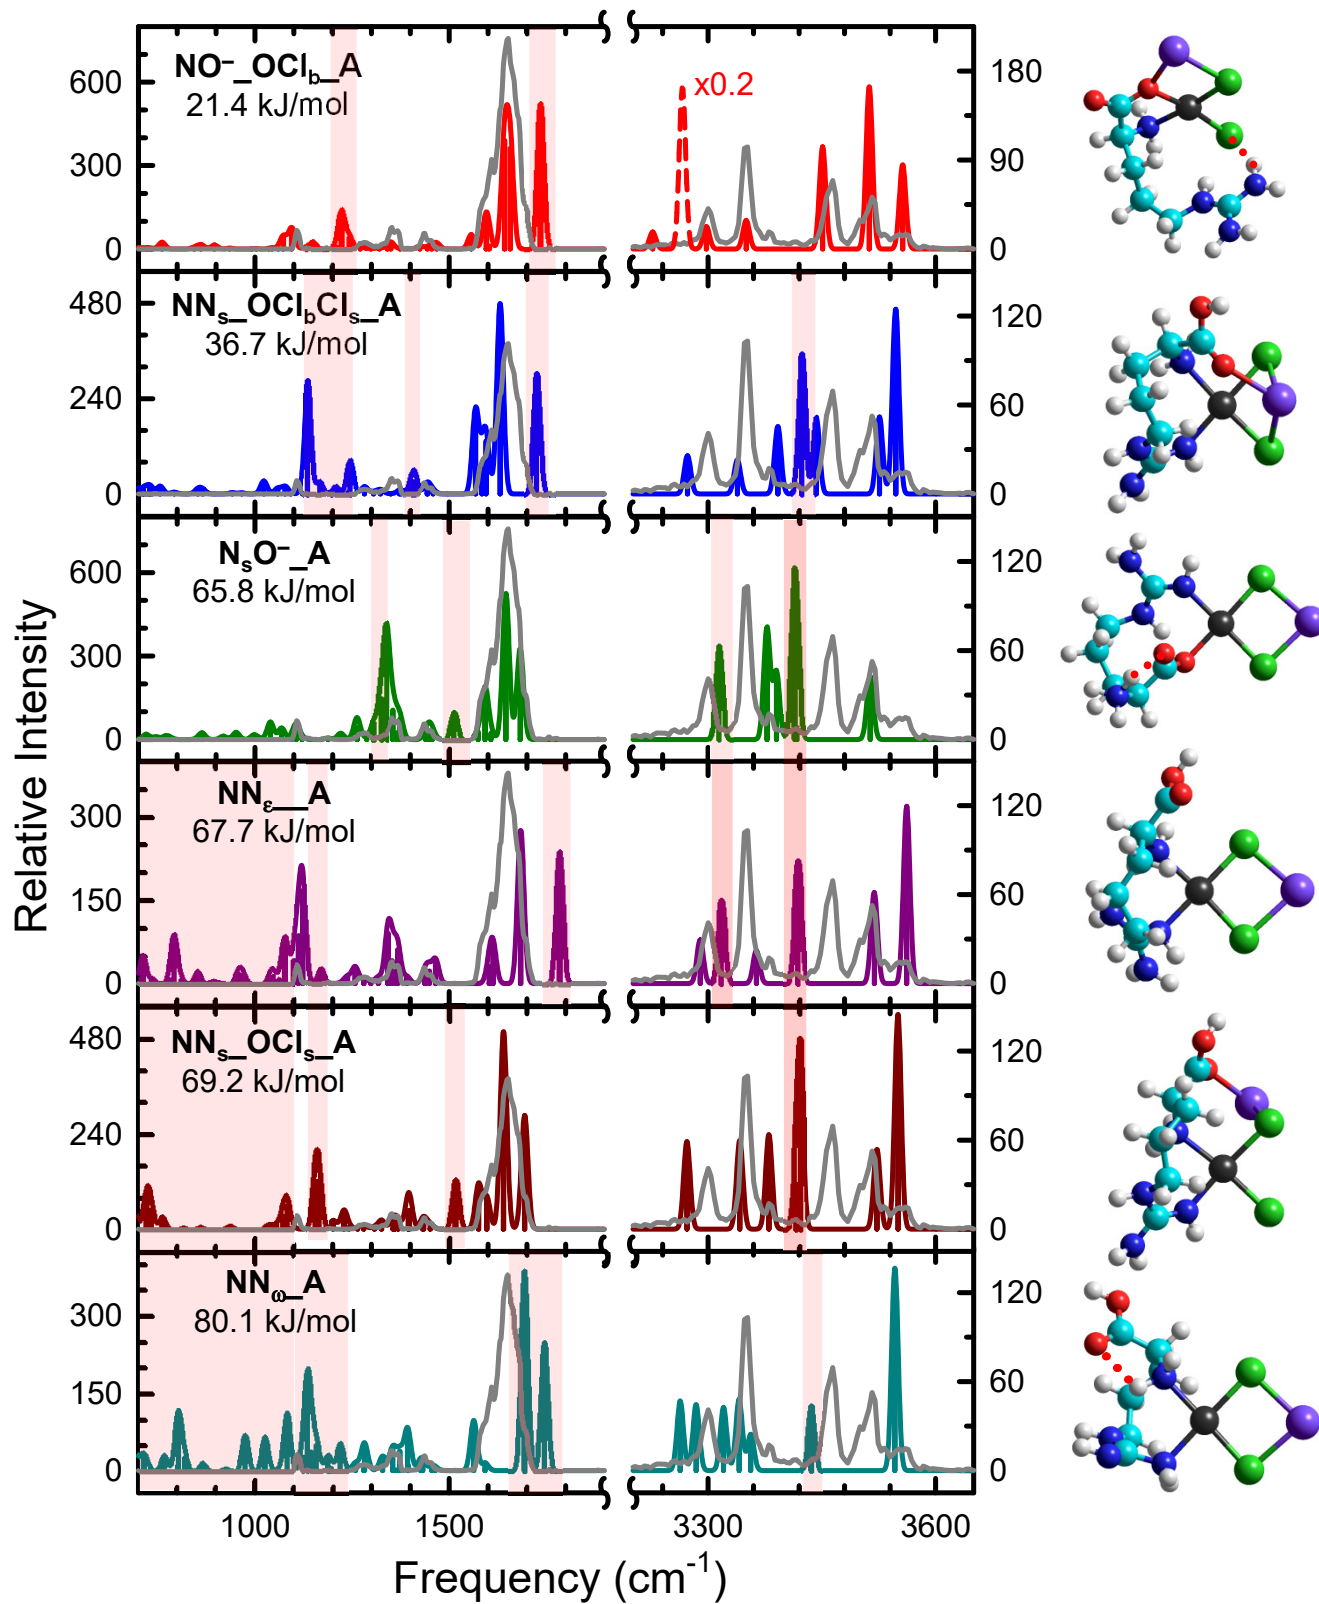 NO⁻_OCl_b_A
21.4 kJ/mol
x0.2
600
300
0
180
90
0
NN_s_OCl_bCl_s_A
36.7 kJ/mol
480
240
0
120
60
0
N_sO⁻_A
65.8 kJ/mol
600
300
0
120
60
0
NN_ε__A
67.7 kJ/mol
300
150
0
120
60
0
NN_s_OCl_s_A
69.2 kJ/mol
480
240
0
120
60
0
NN_ω_A
80.1 kJ/mol
300
150
0
120
60
0
1000 1500 3300 3600
Relative Intensity
Frequency (cm⁻¹)